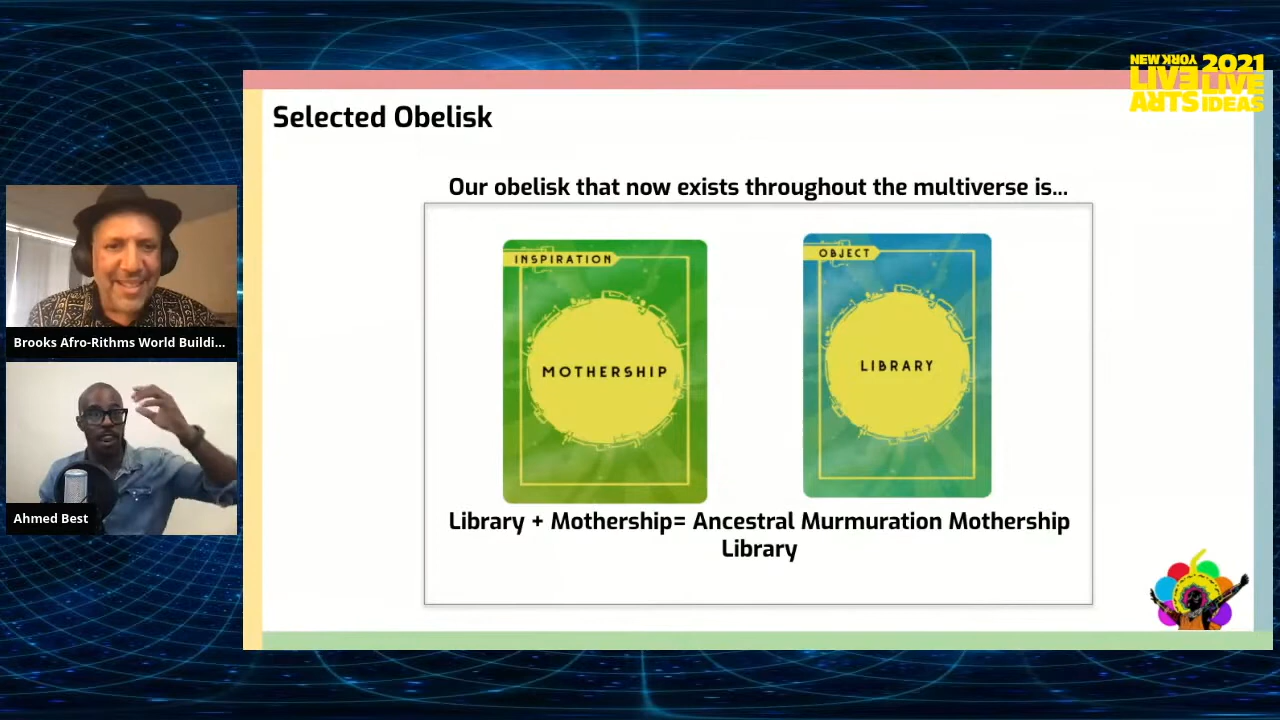 NEW YORK
LIVE
ARTS
2021
LIVE
IDEAS
Selected Obelisk
Our obelisk that now exists throughout the multiverse is...
INSPIRATION
MOTHERSHIP
OBJECT
LIBRARY
Library + Mothership= Ancestral Murmuration Mothership
Library
Brooks Afro-Rithms World Buildi...
Ahmed Best